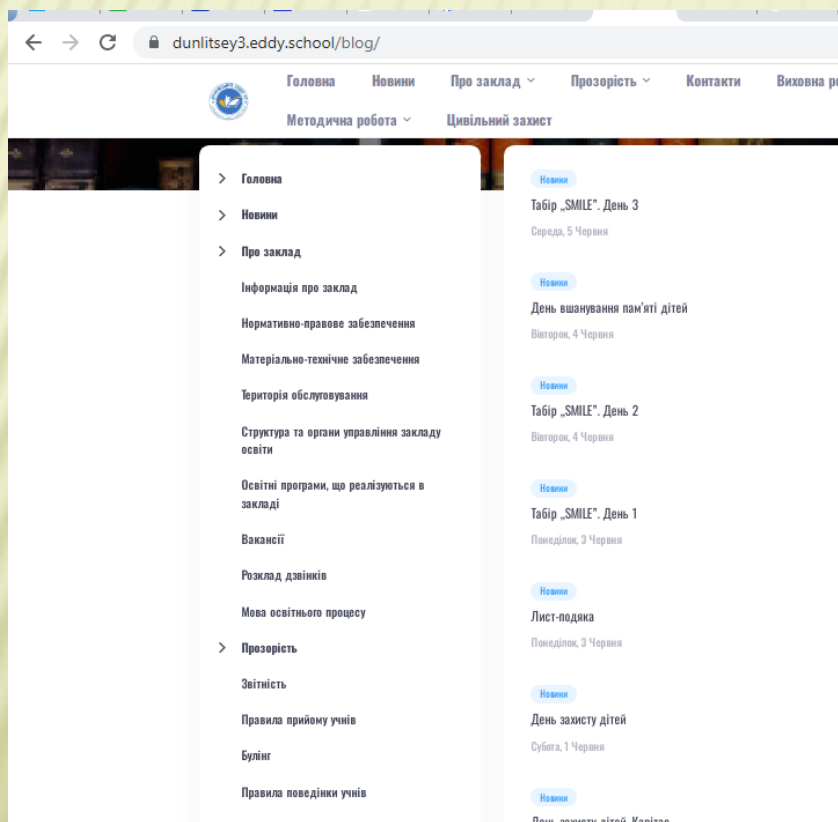 dunlitsey3.eddy.school/blog/
Головна Новини Про заклад Прозорість Контакти Виховна
Методична робота Цивільний захист
Головна
Новини
Про заклад
Інформація про заклад
Нормативно-правове забезпечення
Матеріально-технічне забезпечення
Територія обслуговування
Структура та органи управління закладу
освіти
Освітні програми, що реалізуються в
закладі
Вакансії
Розклад дзвінків
Мова освітнього процесу
Прозорість
Звітність
Правила прийому учнів
Булінг
Правила поведінки учнів
Новини
Табір „SMILE". День 3
Середа, 5 Червня
Новини
День вшанування пам'яті дітей
Вівторок, 4 Червня
Новини
Табір „SMILE". День 2
Вівторок, 4 Червня
Новини
Табір „SMILE". День 1
Понеділок, 3 Червня
Новини
Лист-подяка
Понеділок, 3 Червня
Новини
День захисту дітей
Субота, 1 Червня
Новини
День захисту дітей. Карітас